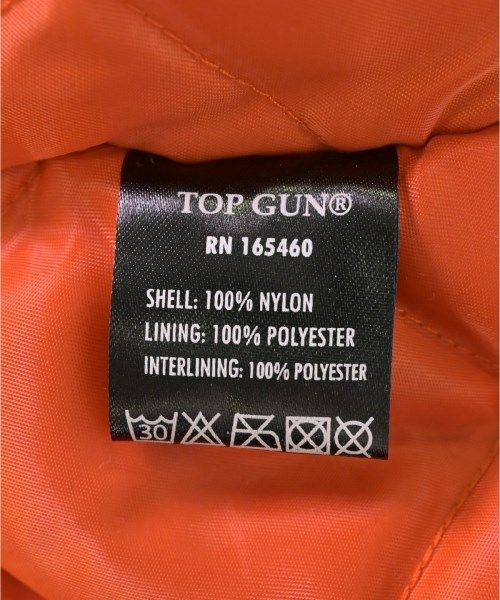 TOP GUN®
RN 165460
SHELL: 100% NYLON
LINING: 100% POLYESTER
INTERLINING: 100% POLYESTER
30